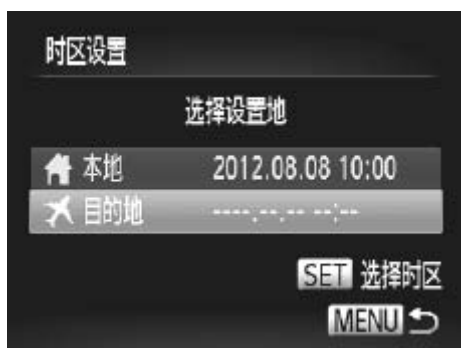 时区设置
选择设置地
本地 2012.08.08 10:00
目的地 ----.--.-- --:--
SET 选择时区
MENU